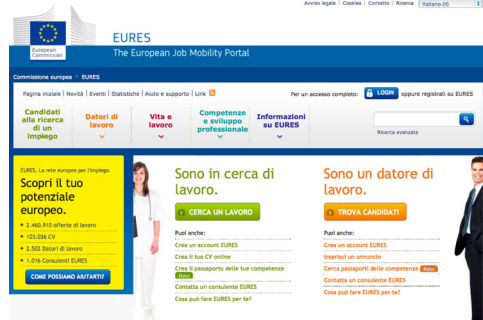 Avviso legale | Cookies | Contatto | Ricerca Italiano (it)
EURES
The European Job Mobility Portal
European
Commission
Commissione europea > EURES
Pagina iniziale | Novità | Eventi | Statistiche | Aiuto e supporto | Link
Per un accesso completo: LOGIN oppure registrati su EURES
Candidati alla ricerca di un impiego
Datori di lavoro
Vita e lavoro
Competenze e sviluppo professionale
Informazioni su EURES
Ricerca avanzata
EURES. La rete europea per l'impiego.
Scopri il tuo
potenziale
europeo.
2.460.910 offerte di lavoro
103.036 CV
2.502 Datori di lavoro
1.016 Consulenti EURES
COME POSSIAMO AIUTARTI?
Sono in cerca di
lavoro.
CERCA UN LAVORO
Puoi anche:
Crea un account EURES
Crea il tuo CV online
Crea il passaporto delle tue competenze
New
Contatta un consulente EURES
Cosa può fare EURES per te?
Sono un datore di
lavoro.
TROVA CANDIDATI
Puoi anche:
Crea un account EURES
Inserisci un annuncio
Cerca passaporti delle competenze New
Contatta un consulente EURES
Cosa può fare EURES per te?